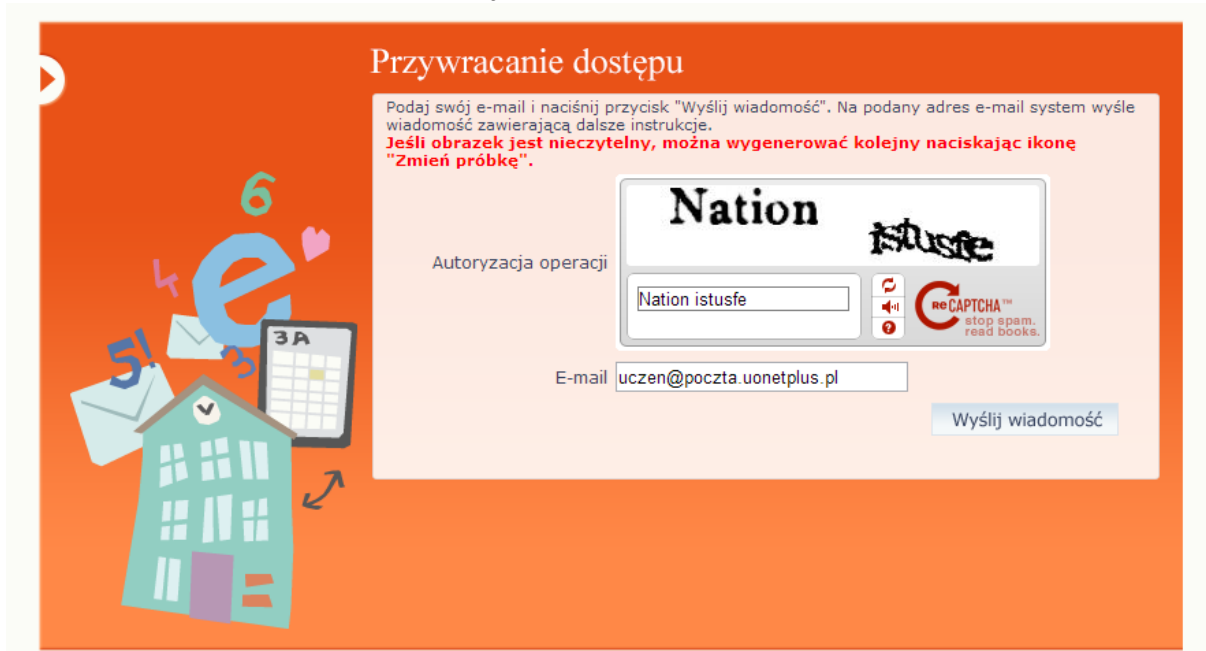 Przywracanie dostępu
Podaj swój e-mail i naciśnij przycisk "Wyślij wiadomość". Na podany adres e-mail system wyśle
wiadomość zawierającą dalsze instrukcje.
Jeśli obrazek jest nieczytelny, można wygenerować kolejny naciskając ikonę
"Zmień próbkę".
6
Nation istusfe
e
Autoryzacja operacji
4
Nation istusfe
reCAPTCHA™
stop spam.
read books.
3A
5!
3
E-mail uczen@poczta.uonetplus.pl
Wyślij wiadomość